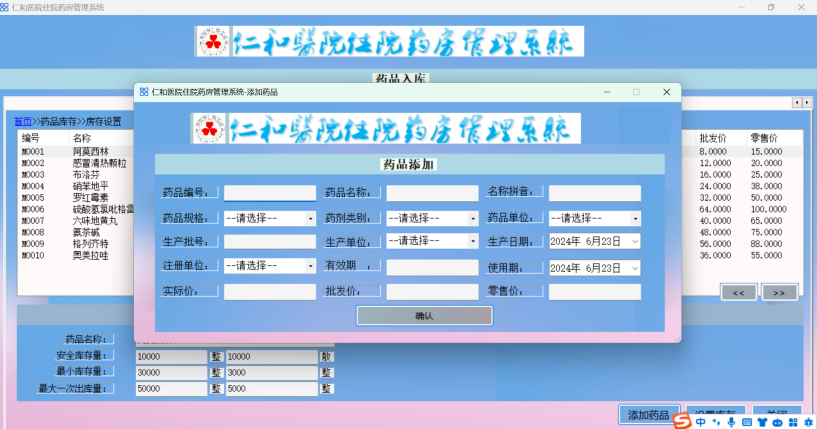 仁和医院住院药房管理系统
仁和醫院住院药房管理系統
药品入库
仁和医院住院药房管理系统-添加药品
仁和醫院住院药房管理系統
首页>>药品库存>>房存设置
编号 名称 批发价 零售价
M0001 阿莫西林 8.0000 15.0000
M0002 感冒清热颗粒 12.0000 20.0000
M0003 布洛芬 16.0000 25.0000
M0004 硝苯地平 24.0000 38.0000
M0005 罗红霉素 32.0000 50.0000
M0006 硫酸氢氯吡格雷 64.0000 100.0000
M0007 六味地黄丸 40.0000 65.0000
M0008 氨茶碱 48.0000 75.0000
M0009 格列齐特 56.0000 88.0000
M0010 奥美拉唑 36.0000 55.0000
<< >>
药品添加
药品编号： 药品名称： 名称拼音：
药品规格： --请选择-- 药剂类别： --请选择-- 药品单位： --请选择--
生产批号： 生产单位： --请选择-- 生产日期： 2024年 6月23日
注册单位： --请选择-- 有效期 ： 使用期： 2024年 6月23日
实际价： 批发价： 零售价：
确认
药品名称：
安全库存量： 10000 整 10000 散
最小库存量： 30000 整 3000 整
最大一次出库量： 50000 整 5000 整
添加药品 设置库存 关闭
中